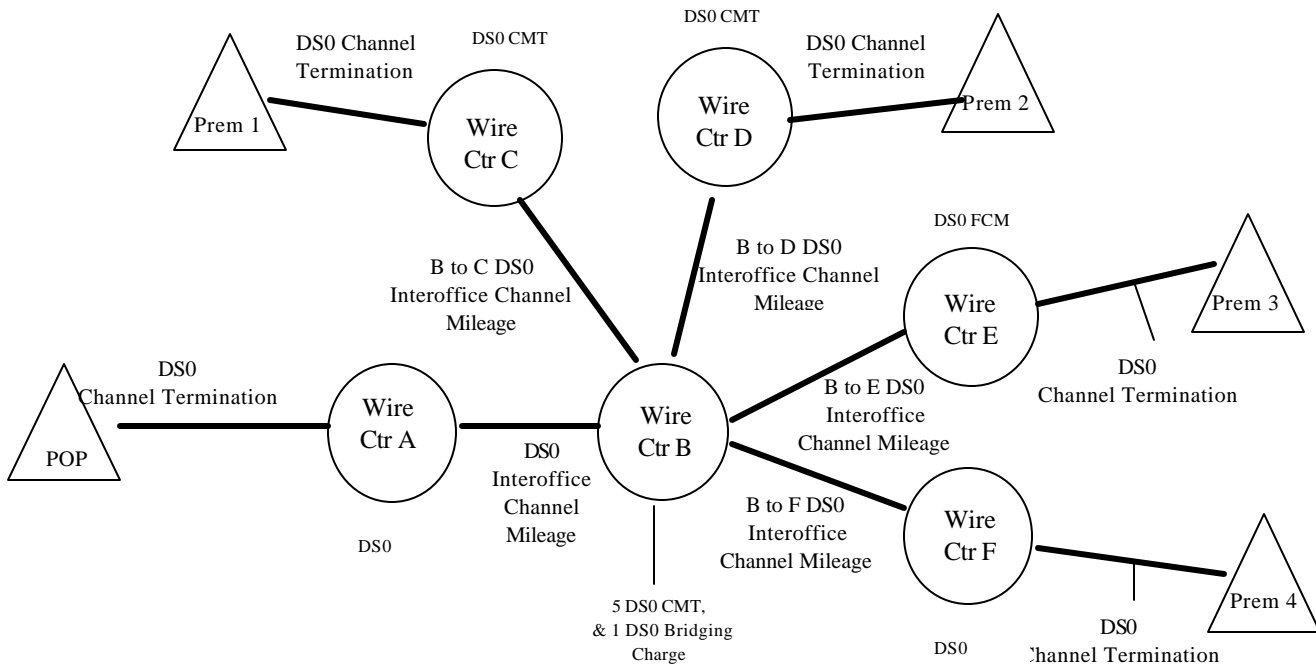 DS0 CMT
DS0 Channel
Termination
DS0 CMT
DS0 Channel
Termination
Prem 1
Wire
Ctr C
Wire
Ctr D
Prem 2
B to C DS0
Interoffice Channel
Mileage
B to D DS0
Interoffice Channel
Mileage
DS0 FCM
Wire
Ctr E
Prem 3
DS0
Channel Termination
POP
DS0
Channel Termination
Wire
Ctr A
DS0
DS0
Interoffice
Channel
Mileage
Wire
Ctr B
B to E DS0
Interoffice
Channel Mileage
B to F DS0
Interoffice
Channel Mileage
Wire
Ctr F
DS0
Prem 4
DS0
Channel Termination
5 DS0 CMT,
& 1 DS0 Bridging
Charge